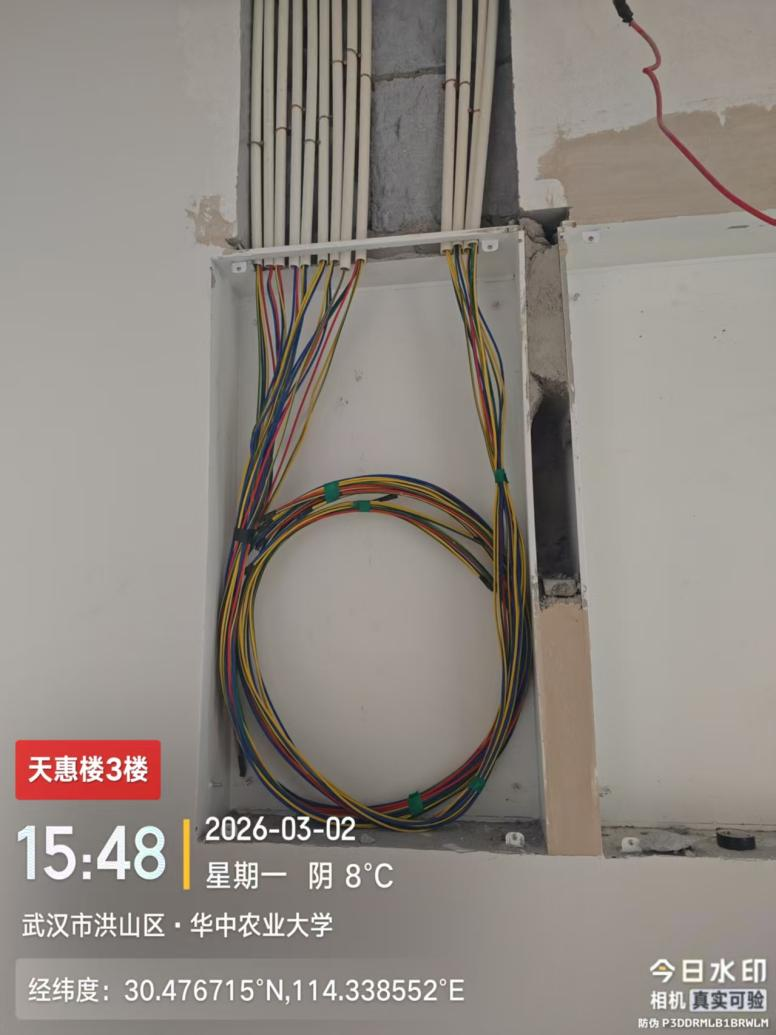 天惠楼3楼
15:48
2026-03-02
星期一 阴 8°C
武汉市洪山区·华中农业大学
经纬度：30.476715°N,114.338552°E
今日水印
相机 真实可验
防伪 P3DDRMLB1BRWLM